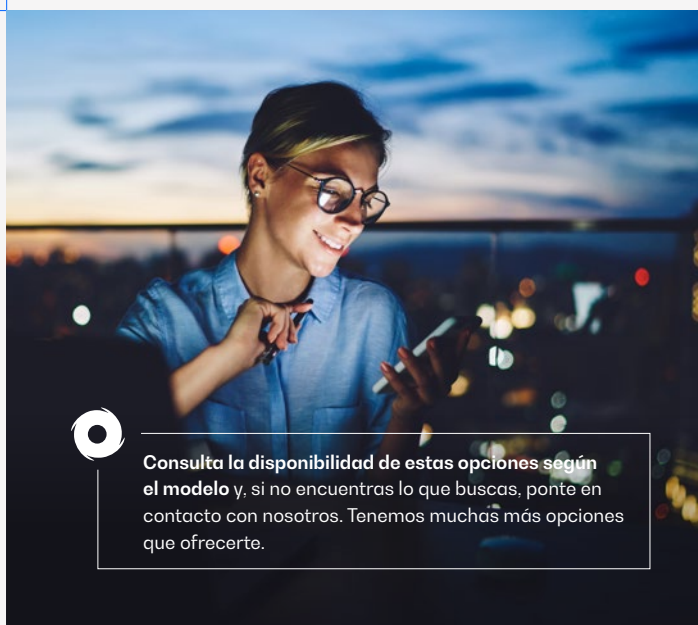 Consulta la disponibilidad de estas opciones según
el modelo y, si no encuentras lo que buscas, ponte en
contacto con nosotros. Tenemos muchas más opciones
que ofrecerte.